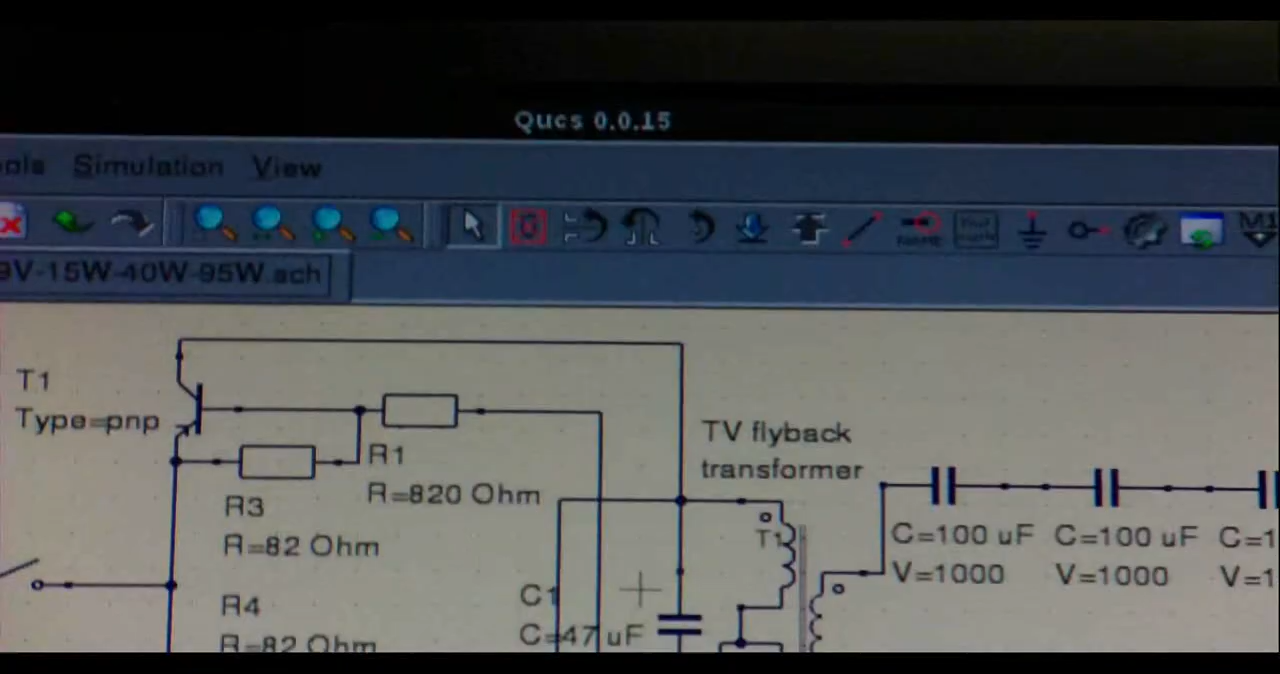 Qucs 0.0.15
ols Simulation View
9V-15W-40W-95W.sch
T1
Type=pnp
R1
R=820 Ohm
R3
R=82 Ohm
R4
R=82 Ohm
TV flyback
transformer
T1
C1
C=47 uF
C=100 uF C=100 uF C=1
V=1000 V=1000 V=1